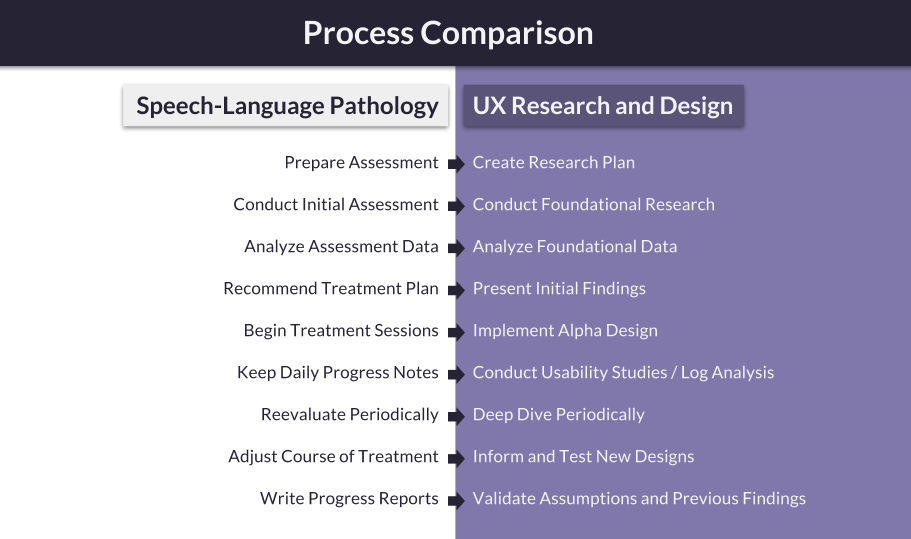 Process Comparison
Speech-Language Pathology
UX Research and Design
Prepare Assessment
Create Research Plan
Conduct Initial Assessment
Conduct Foundational Research
Analyze Assessment Data
Analyze Foundational Data
Recommend Treatment Plan
Present Initial Findings
Begin Treatment Sessions
Implement Alpha Design
Keep Daily Progress Notes
Conduct Usability Studies / Log Analysis
Reevaluate Periodically
Deep Dive Periodically
Adjust Course of Treatment
Inform and Test New Designs
Write Progress Reports
Validate Assumptions and Previous Findings